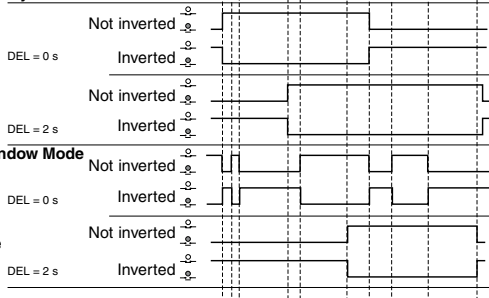 Not inverted
DEL = 0 s
Inverted
Not inverted
DEL = 2 s
Inverted
ndow Mode
Not inverted
DEL = 0 s
Inverted
Not inverted
DEL = 2 s
Inverted